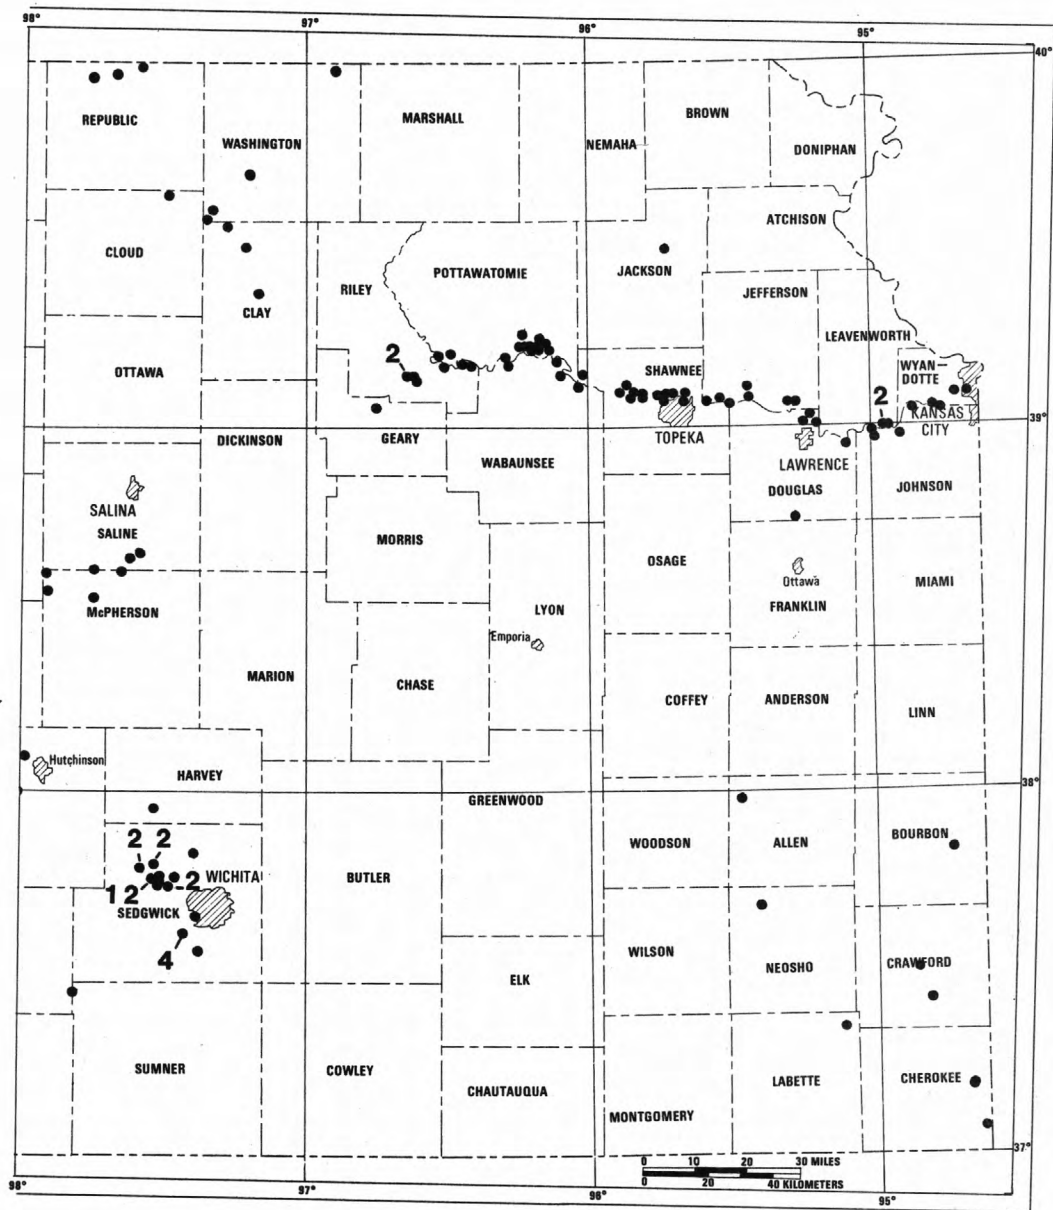 98° 97° 96° 95°
40°
REPUBLIC
WASHINGTON
MARSHALL
NEMAHA
BROWN
DONIPHAN
ATCHISON
CLOUD
CLAY
RILEY
POTTAWATOMIE
JACKSON
JEFFERSON
LEAVENWORTH
WYAN–
DOTTE
OTTAWA
2
SHAWNEE
2
KANSAS
CITY
39°
DICKINSON
GEARY
WABAUNSEE
TOPEKA
LAWRENCE
DOUGLAS
JOHNSON
SALINA
SALINE
MORRIS
OSAGE
Ottawa
FRANKLIN
MIAMI
McPHERSON
LYON
Emporia
MARION
CHASE
COFFEY
ANDERSON
LINN
Hutchinson
HARVEY
38°
GREENWOOD
WOODSON
ALLEN
BOURBON
2 2
12
2
WICHITA
BUTLER
SEDGWICK
4
WILSON
NEOSHO
CRAWFORD
ELK
SUMNER
COWLEY
CHAUTAUQUA
MONTGOMERY
LABETTE
CHEROKEE
37°
0 10 20 30 MILES
0 20 40 KILOMETERS
98° 97° 96° 95°